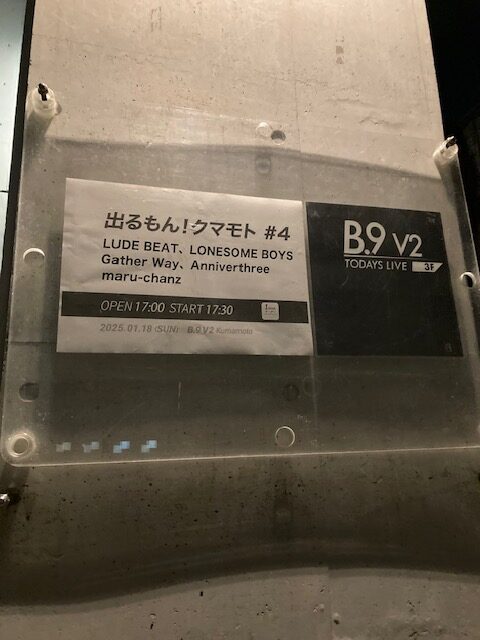 出るもん！クマモト #4
LUDE BEAT、LONESOME BOYS
Gather Way、Anniverthree
maru-chanz
OPEN 17:00 START 17:30
2025.01.18 (SUN) B.9 V2 Kumamoto
B.9 V2
TODAYS LIVE 3F